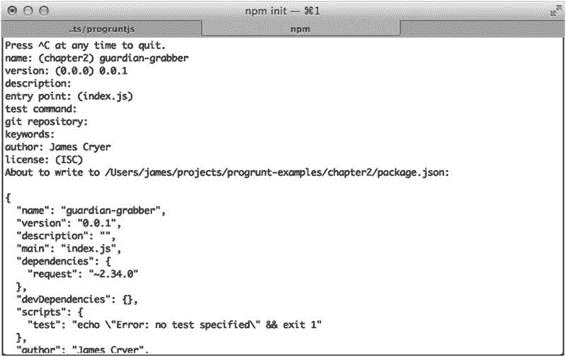 npm init — ⌘1
..ts/progruntjs
npm
Press ^C at any time to quit.
name: (chapter2) guardian-grabber
version: (0.0.0) 0.0.1
description:
entry point: (index.js)
test command:
git repository:
keywords:
author: James Cryer
license: (ISC)
About to write to /Users/james/projects/progrunt-examples/chapter2/package.json:
{
"name": "guardian-grabber",
"version": "0.0.1",
"description": "",
"main": "index.js",
"dependencies": {
"request": "~2.34.0"
},
"devDependencies": {},
"scripts": {
"test": "echo \"Error: no test specified\" && exit 1"
},
"author": "James Cryer",